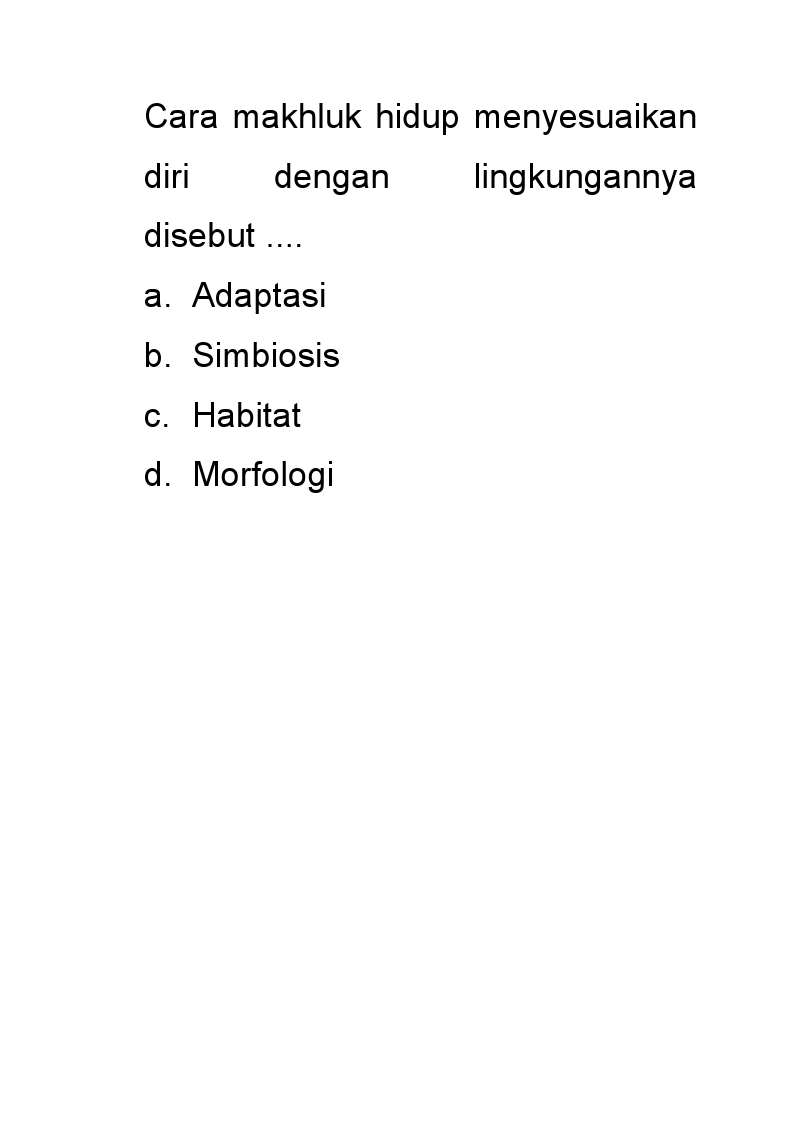 Cara makhluk hidup menyesuaikan
diri dengan lingkungannya
disebut ....
a. Adaptasi
b. Simbiosis
c. Habitat
d. Morfologi